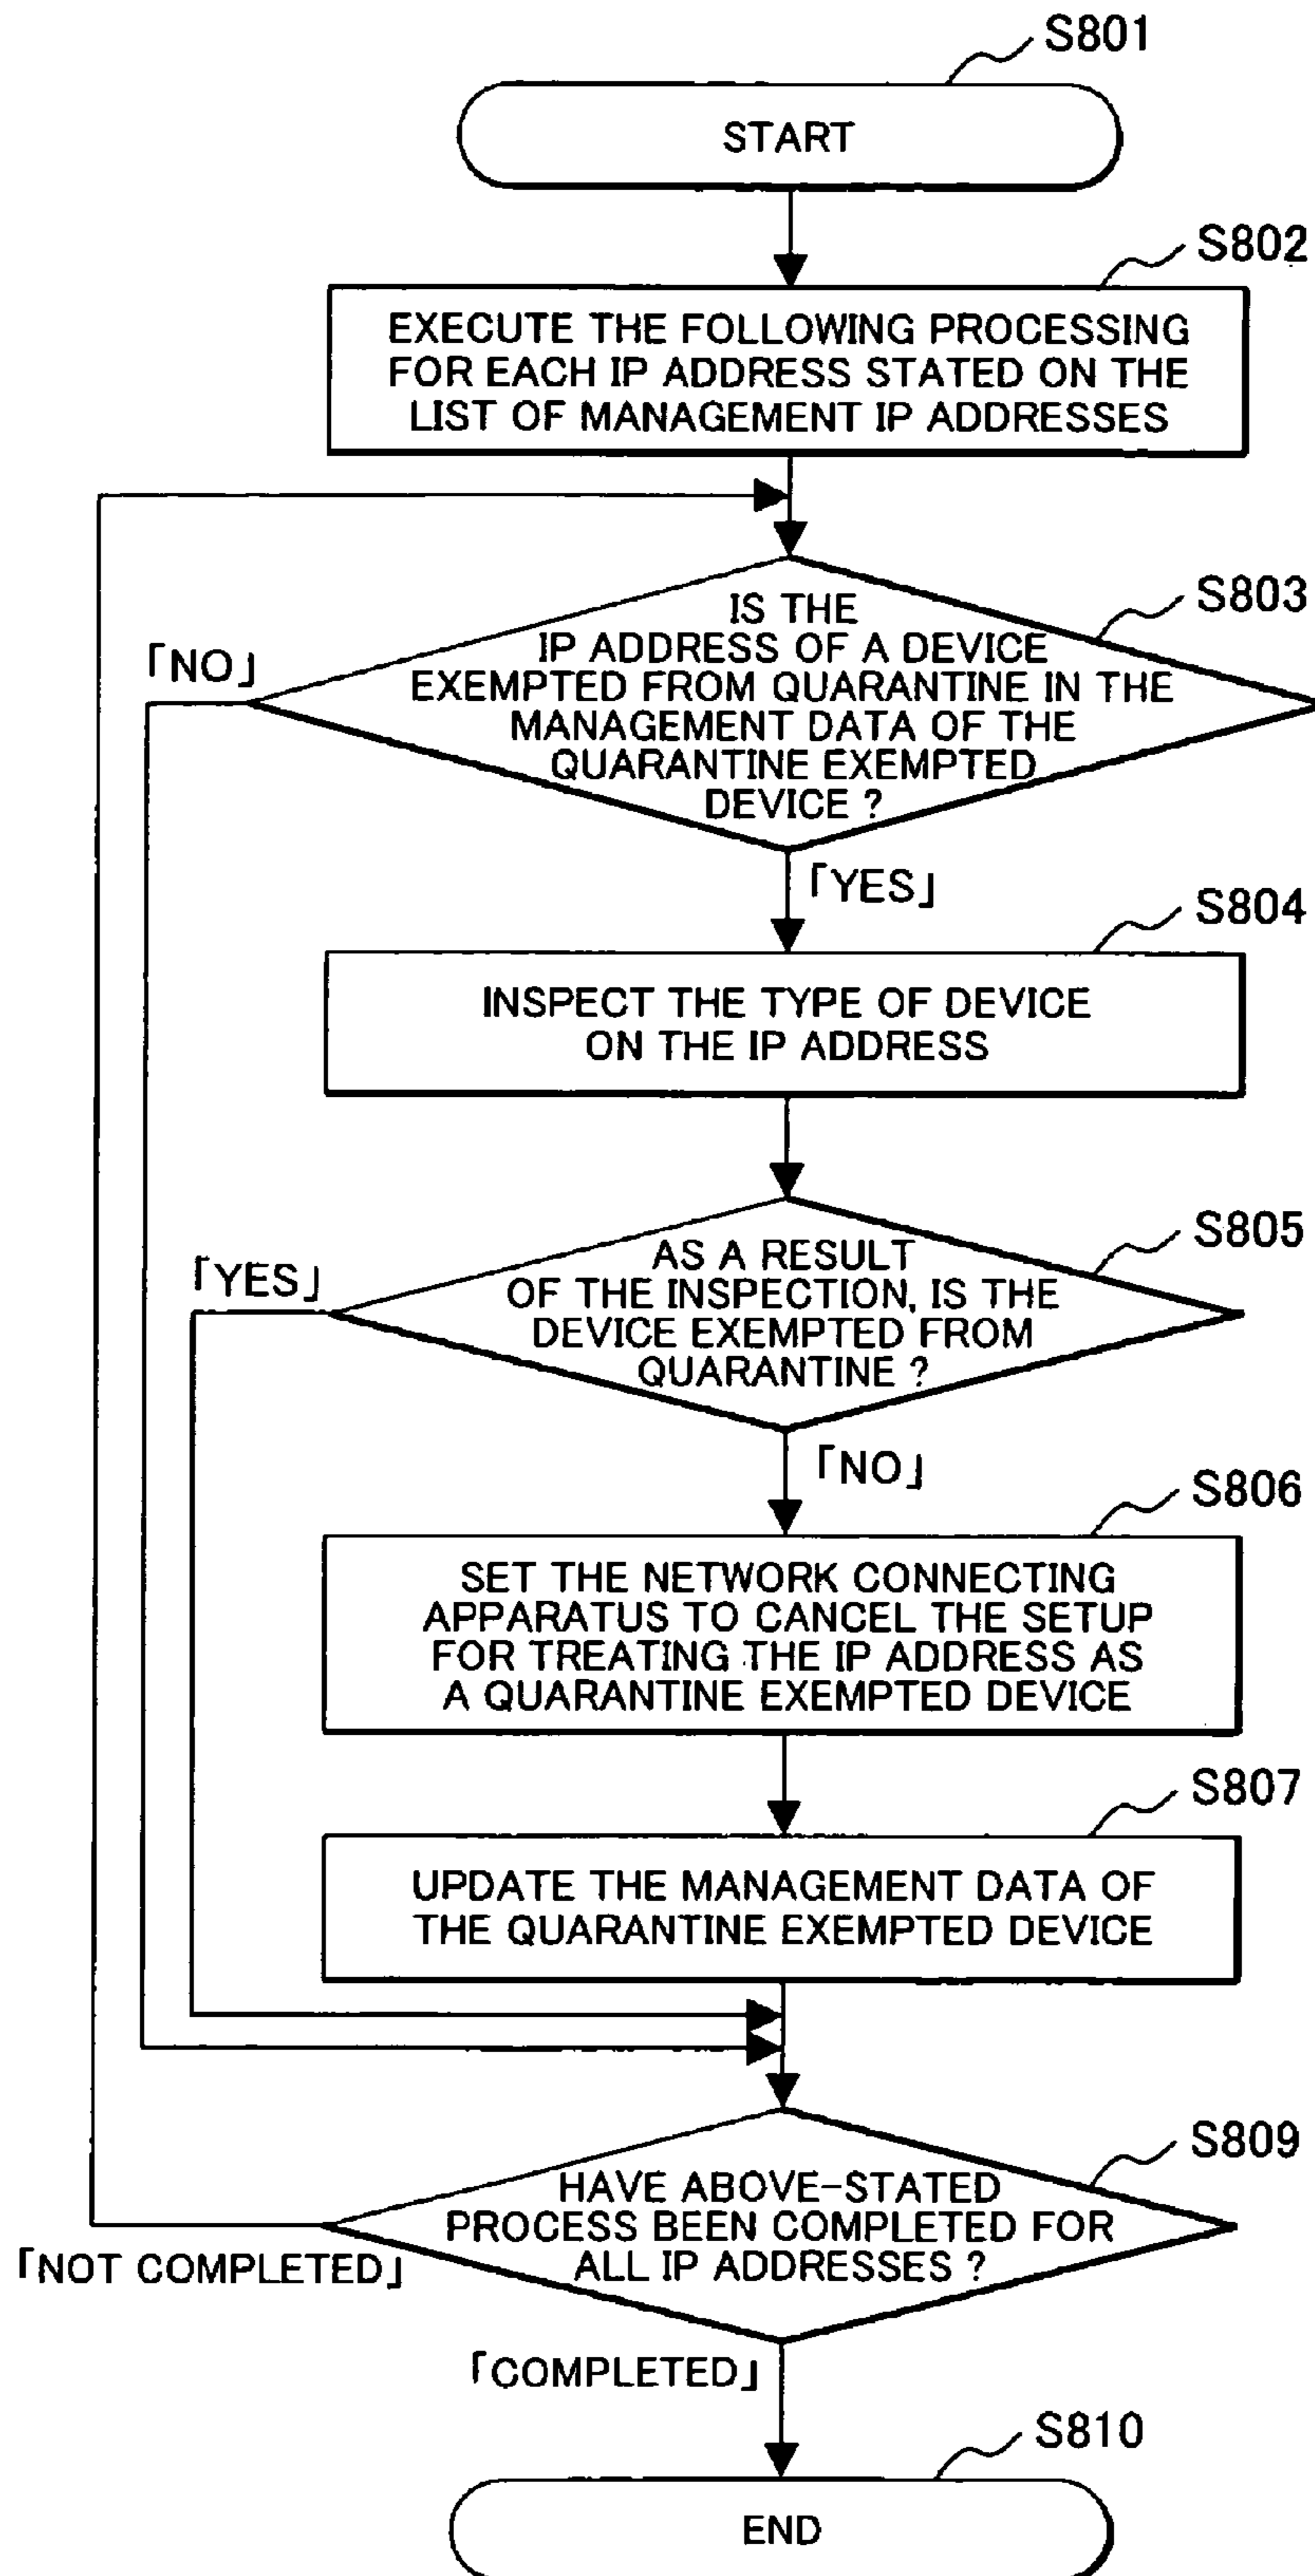 S801
START
S802
EXECUTE THE FOLLOWING PROCESSING
FOR EACH IP ADDRESS STATED ON THE
LIST OF MANAGEMENT IP ADDRESSES
S803
IS THE
IP ADDRESS OF A DEVICE
EXEMPTED FROM QUARANTINE IN THE
MANAGEMENT DATA OF THE
QUARANTINE EXEMPTED
DEVICE ?
「NO」
「YES」
S804
INSPECT THE TYPE OF DEVICE
ON THE IP ADDRESS
S805
AS A RESULT
OF THE INSPECTION, IS THE
DEVICE EXEMPTED FROM
QUARANTINE ?
「YES」
「NO」
S806
SET THE NETWORK CONNECTING
APPARATUS TO CANCEL THE SETUP
FOR TREATING THE IP ADDRESS AS
A QUARANTINE EXEMPTED DEVICE
S807
UPDATE THE MANAGEMENT DATA OF
THE QUARANTINE EXEMPTED DEVICE
S809
HAVE ABOVE-STATED
PROCESS BEEN COMPLETED FOR
ALL IP ADDRESSES ?
「NOT COMPLETED」
「COMPLETED」
S810
END